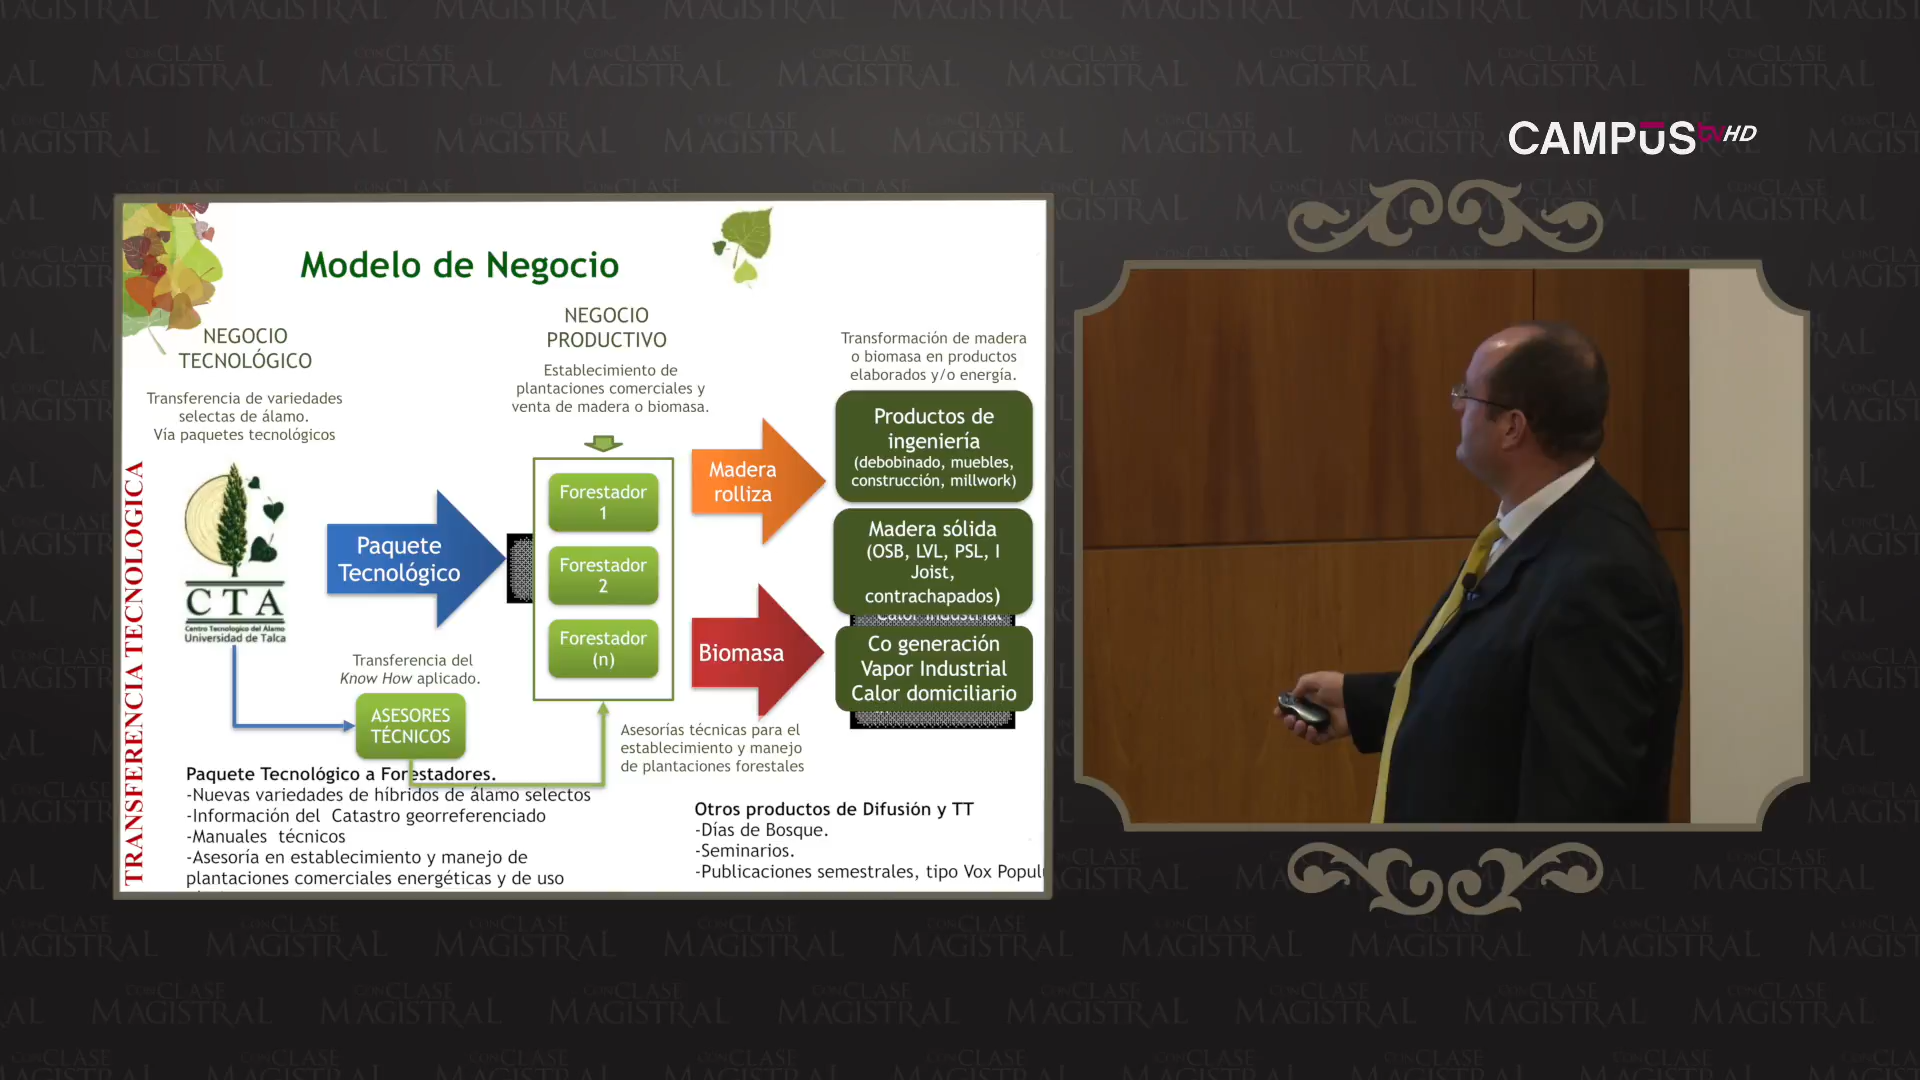 CAMPUS tv HD
Modelo de Negocio
NEGOCIO
TECNOLÓGICO
Transferencia de variedades
selectas de álamo.
Vía paquetes tecnológicos
TRANSFERENCIA TECNOLOGICA
CTA
Centro Tecnológico del Álamo
Universidad de Talca
Paquete
Tecnológico
Transferencia del
Know How aplicado.
ASESORES
TÉCNICOS
NEGOCIO
PRODUCTIVO
Establecimiento de
plantaciones comerciales y
venta de madera o biomasa.
Forestador
1
Forestador
2
Forestador
(n)
Asesorías técnicas para el
establecimiento y manejo
de plantaciones forestales
Madera
rolliza
Biomasa
Transformación de madera
o biomasa en productos
elaborados y/o energía.
Productos de
ingeniería
(debobinado, muebles,
construcción, millwork)
Madera sólida
(OSB, LVL, PSL, I
Joist,
contrachapados)
Calor industrial
Co generación
Vapor Industrial
Calor domiciliario
Paquete Tecnológico a Forestadores.
-Nuevas variedades de híbridos de álamo selectos
-Información del Catastro georreferenciado
-Manuales técnicos
-Asesoría en establecimiento y manejo de
plantaciones comerciales energéticas y de uso
Otros productos de Difusión y TT
-Días de Bosque.
-Seminarios.
-Publicaciones semestrales, tipo Vox Popul
CON CLASE
MAGISTRAL